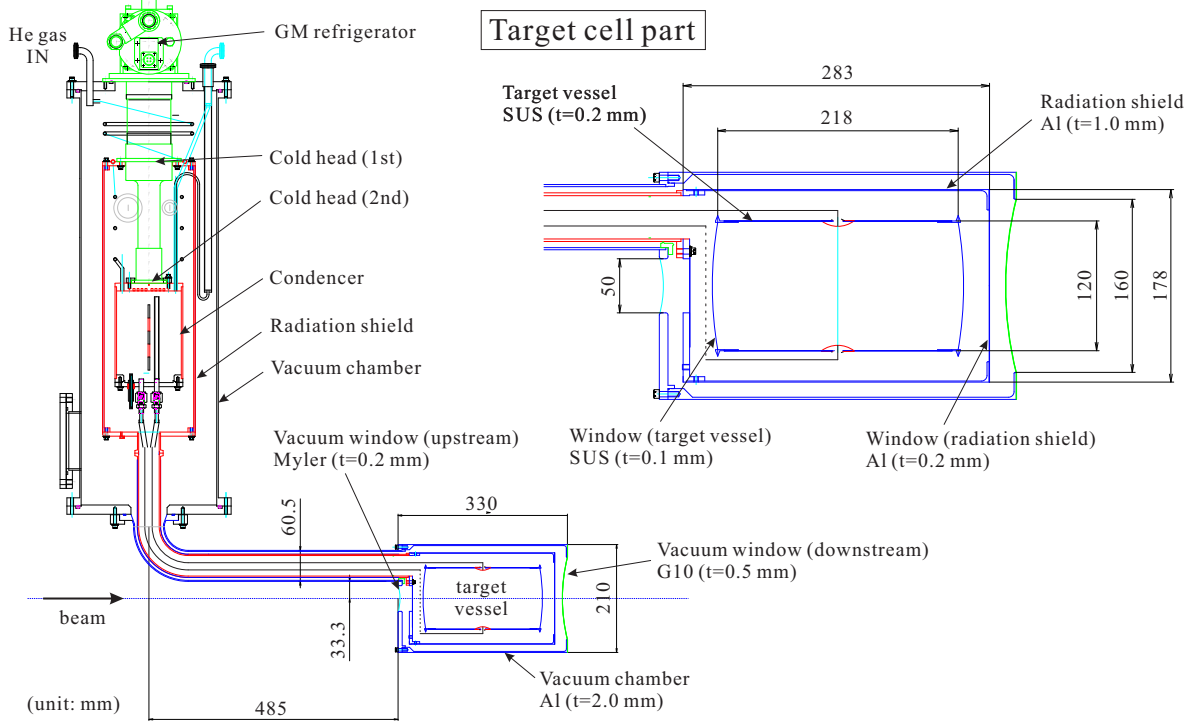 He gas
IN
GM refrigerator
Target cell part
Cold head (1st)
Cold head (2nd)
Condencer
Radiation shield
Vacuum chamber
Target vessel
SUS (t=0.2 mm)
283
218
Radiation shield
Al (t=1.0 mm)
50
120
160
178
Window (target vessel)
SUS (t=0.1 mm)
Window (radiation shield)
Al (t=0.2 mm)
Vacuum window (upstream)
Myler (t=0.2 mm)
60.5
330
Vacuum window (downstream)
G10 (t=0.5 mm)
target
vessel
210
beam
33.3
Vacuum chamber
Al (t=2.0 mm)
(unit: mm)
485